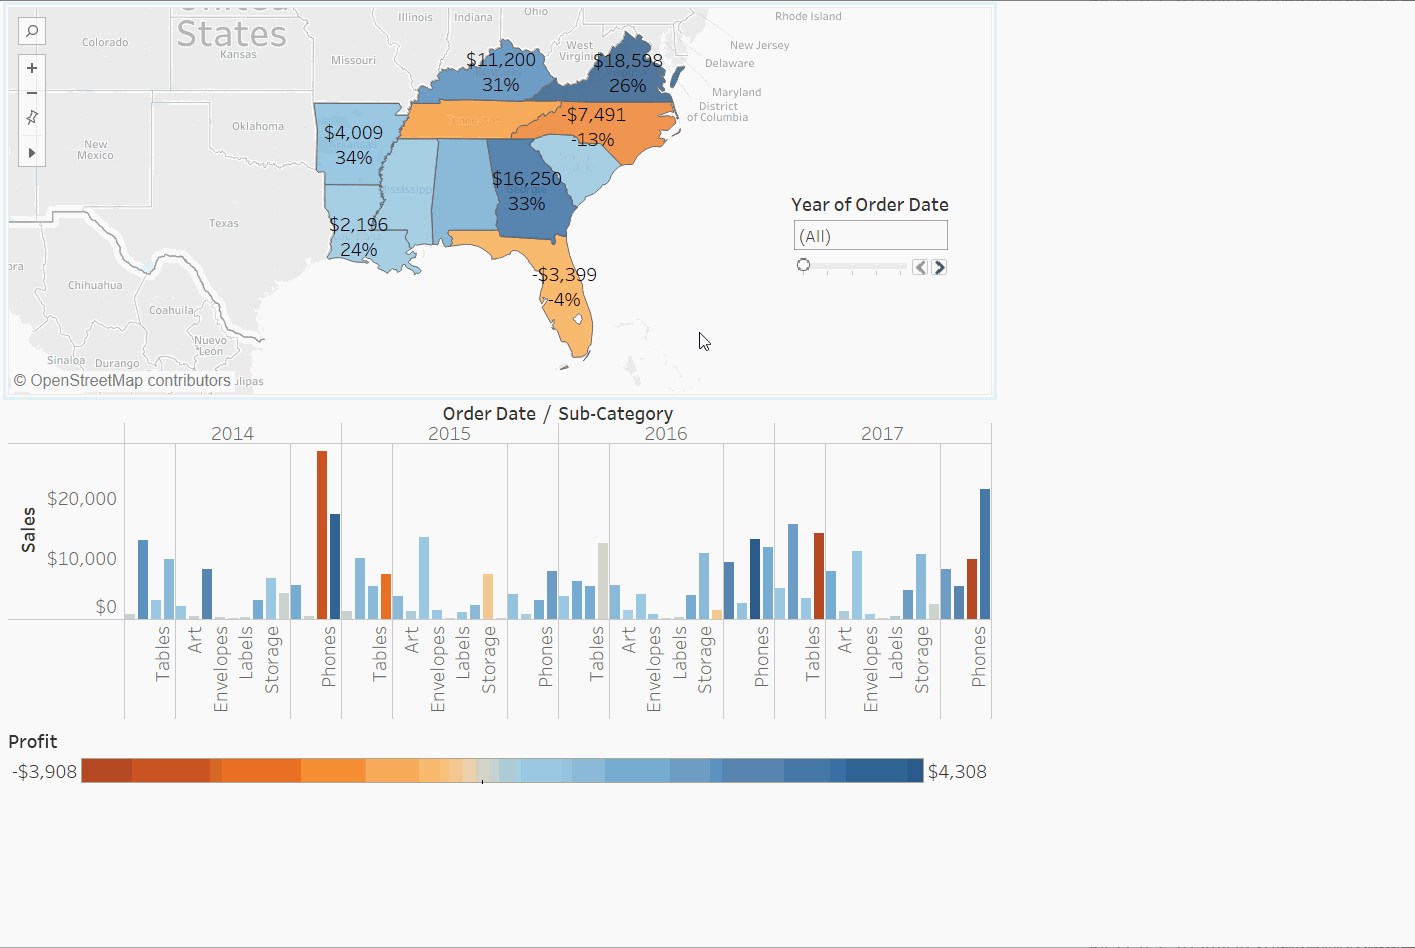 States
Illinois
Indiana
Ohio
Rhode Island
Colorado
Kansas
Missouri
West
Virginia
New Jersey
Delaware
Maryland
District
of Columbia
$11,200
31%
$18,598
26%
-$7,491
-13%
Tennessee
$4,009
34%
Oklahoma
New
Mexico
$16,250
33%
$2,196
24%
Texas
-$3,399
-4%
Chihuahua
Coahuila
Nuevo
León
Sinaloa
Durango
© OpenStreetMap contributors
Year of Order Date
(All)
Order Date / Sub-Category
2014
2015
2016
2017
Sales
$20,000
$10,000
$0
Tables
Art
Envelopes
Labels
Storage
Phones
Tables
Art
Envelopes
Labels
Storage
Phones
Tables
Art
Envelopes
Labels
Storage
Phones
Tables
Art
Envelopes
Labels
Storage
Phones
Profit
-$3,908
$4,308